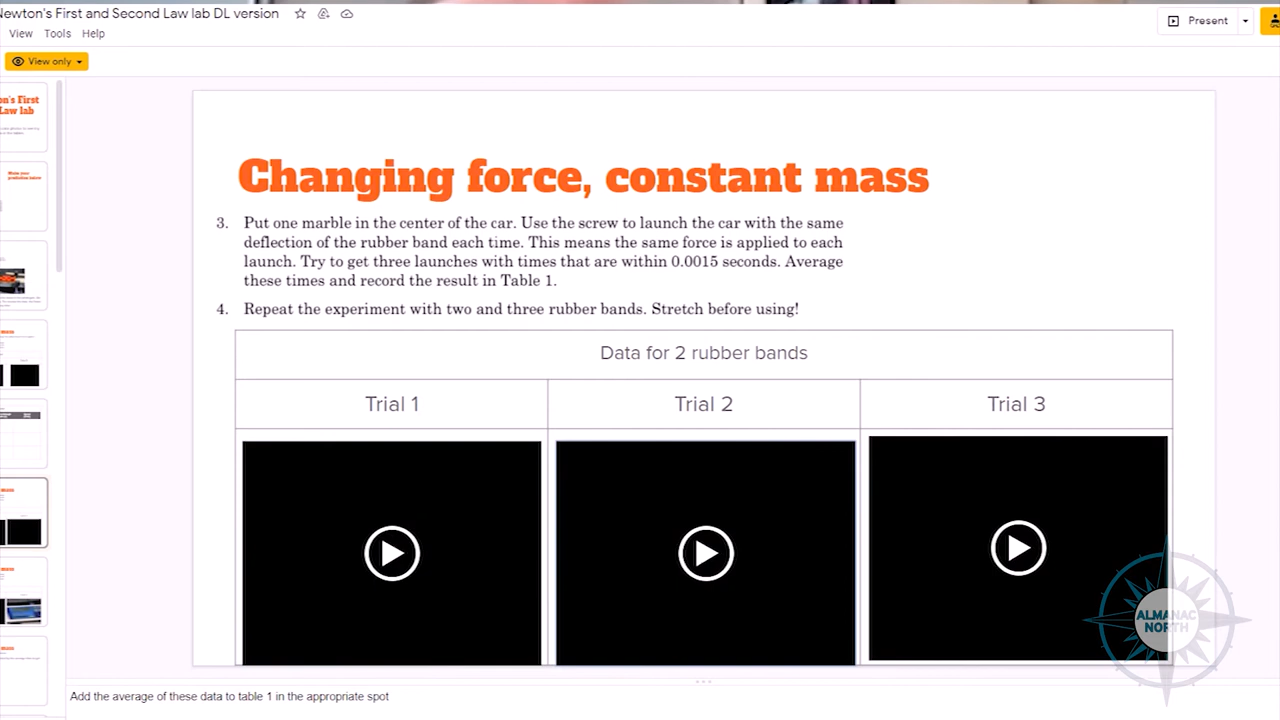 Newton's First and Second Law lab DL version
View Tools Help
Present
View only
Changing force, constant mass
3. Put one marble in the center of the car. Use the screw to launch the car with the same
deflection of the rubber band each time. This means the same force is applied to each
launch. Try to get three launches with times that are within 0.0015 seconds. Average
these times and record the result in Table 1.
4. Repeat the experiment with two and three rubber bands. Stretch before using!
Data for 2 rubber bands
Trial 1 Trial 2 Trial 3
ALMANAC
NORTH
Add the average of these data to table 1 in the appropriate spot